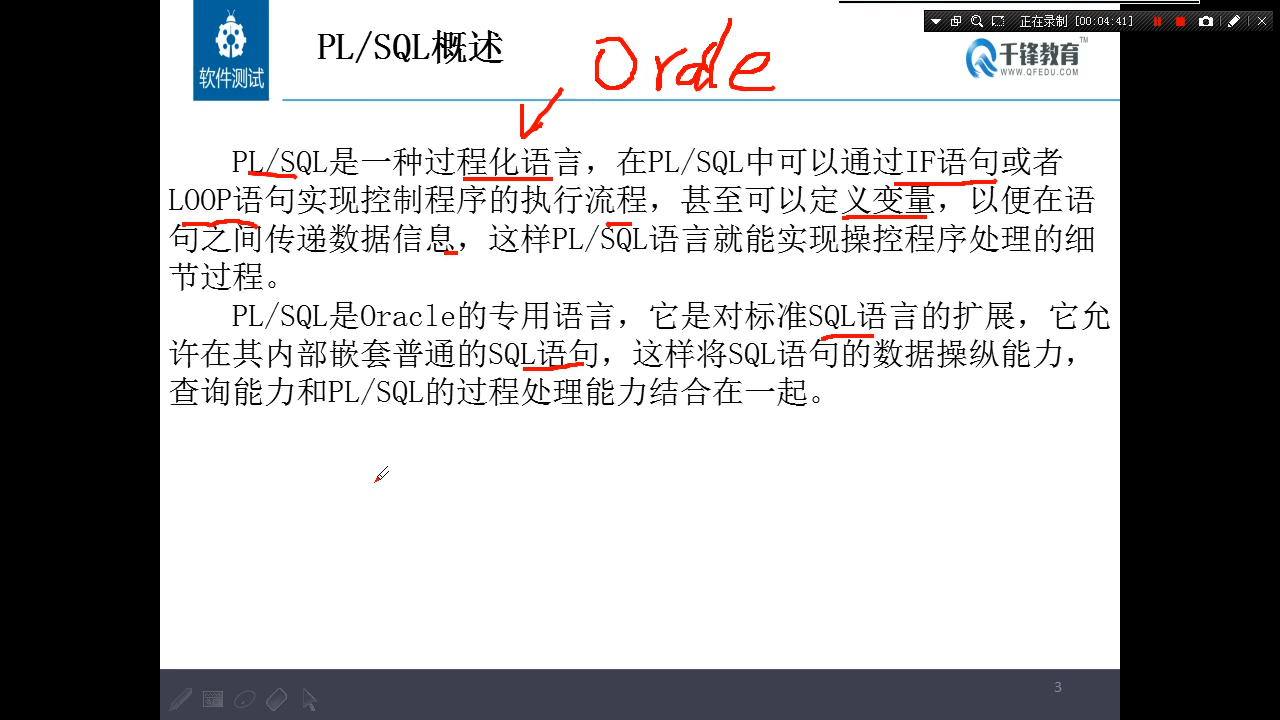 正在录制 [00:04:41]
软件测试
PL/SQL概述
Oracle
千锋教育™
WWW.QFEDU.COM
PL/SQL是一种过程化语言，在PL/SQL中可以通过IF语句或者
LOOP语句实现控制程序的执行流程，甚至可以定义变量，以便在语
句之间传递数据信息，这样PL/SQL语言就能实现操控程序处理的细
节过程。
PL/SQL是Oracle的专用语言，它是对标准SQL语言的扩展，它允
许在其内部嵌套普通的SQL语句，这样将SQL语句的数据操纵能力，
查询能力和PL/SQL的过程处理能力结合在一起。
3